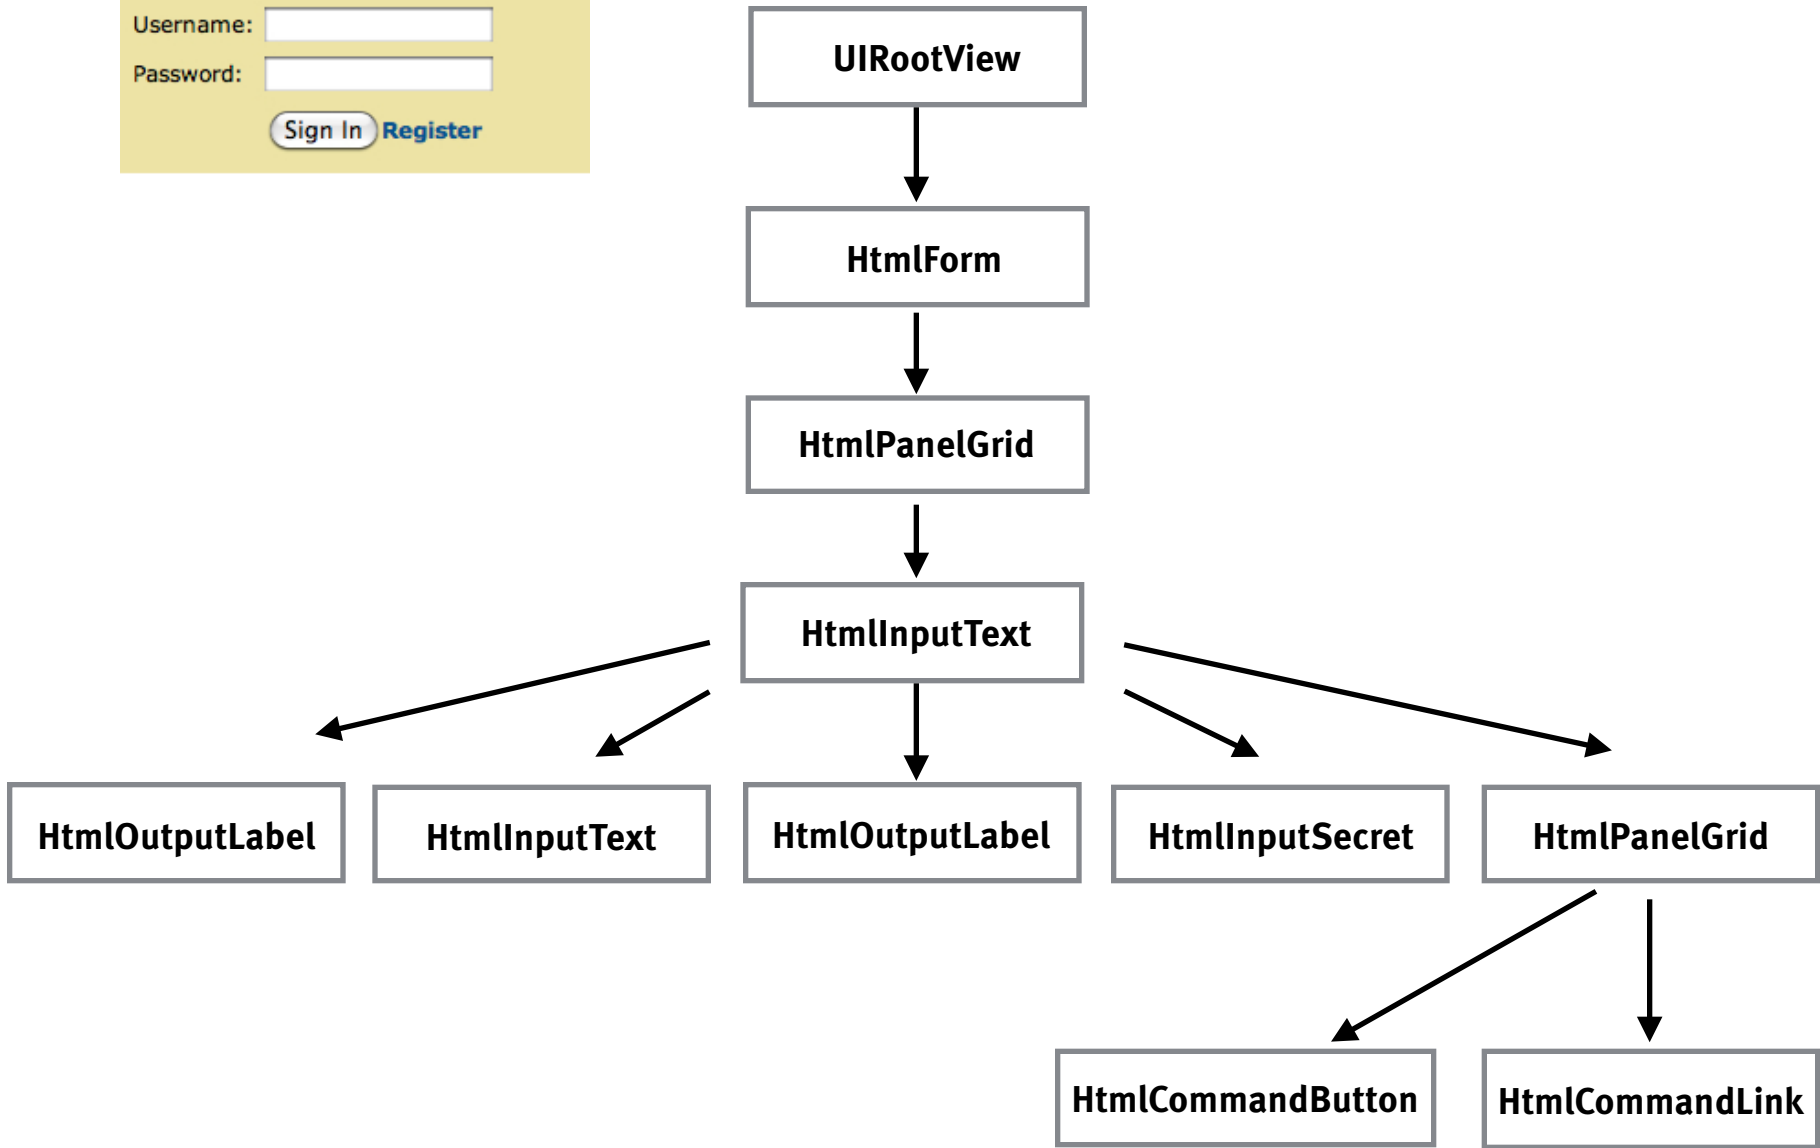 Username:
Password:
Sign In Register
UIRootView
HtmlForm
HtmlPanelGrid
HtmlInputText
HtmlOutputLabel
HtmlInputText
HtmlOutputLabel
HtmlInputSecret
HtmlPanelGrid
HtmlCommandButton
HtmlCommandLink